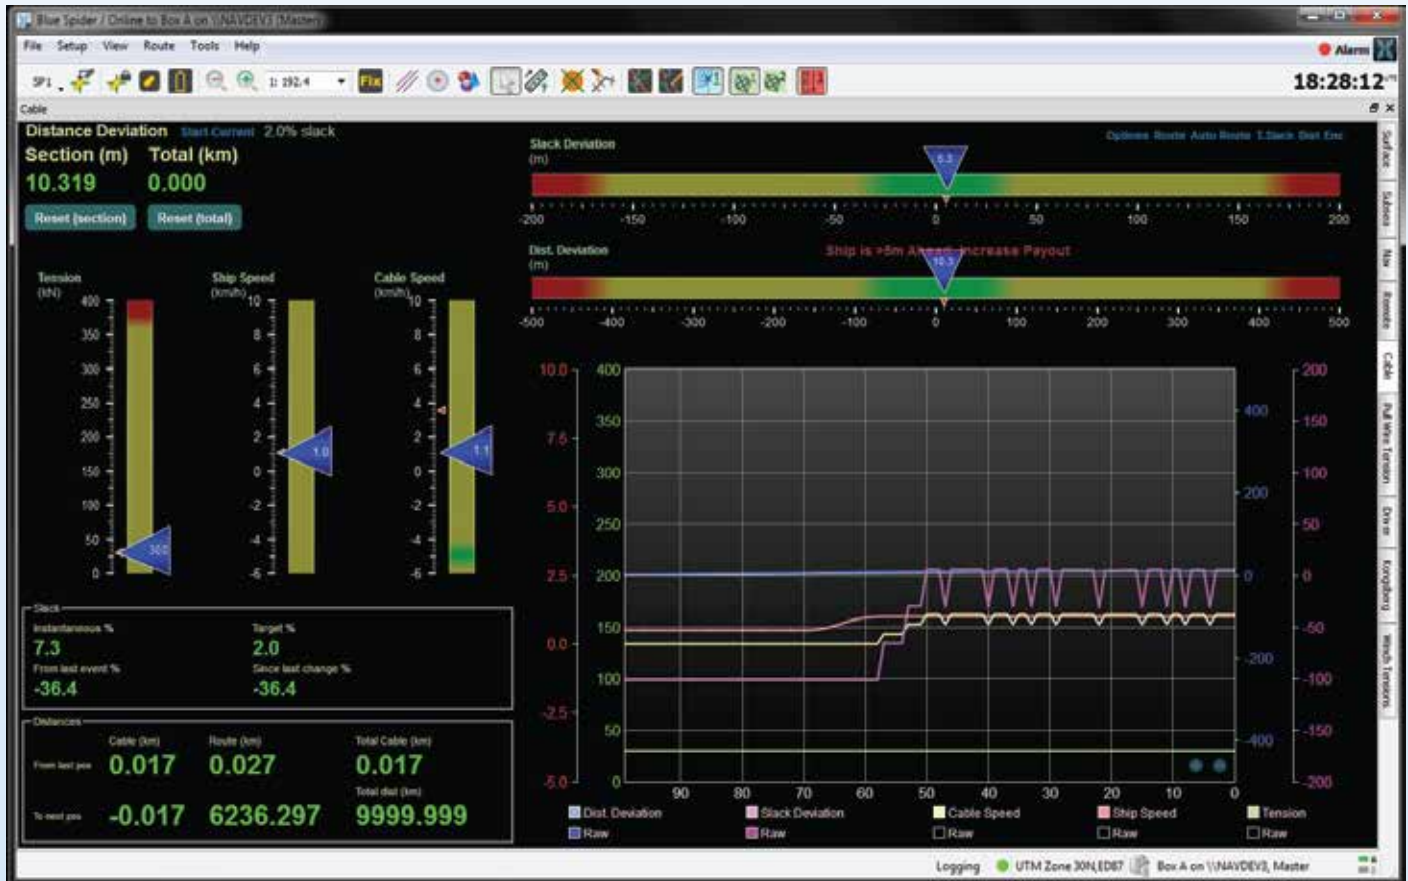 Blue Spider / Online to Box A on \\NAVDEV3 (Master)
File Setup View Route Tools Help
Alarm
SP1 1: 192.4 Fix
18:28:12
Cable
Distance Deviation Start Current 2.0% slack
Section (m) Total (km)
10.319 0.000
Reset (section) Reset (total)
Slack Deviation
(m)
Options Route Auto Route T.Slack Dist Enc
5.3
-200 -150 -100 -50 0 50 100 150 200
Dist. Deviation
(m)
Ship is >5m Ahead, Increase Payout
10.3
-500 -400 -300 -200 -100 0 100 200 300 400 500
Tension
(kN)
400
350
300
250
200
150
100
50
0
30.0
Ship Speed
(km/h)
10
8
6
4
2
0
-2
-4
-6
1.0
Cable Speed
(km/h)
10
8
6
4
2
0
-2
-4
-6
1.1
10.0
7.5
5.0
2.5
0.0
-2.5
-5.0
400
350
300
250
200
150
100
50
0
400
200
0
-200
-400
200
150
100
50
0
-50
-100
-150
-200
90 80 70 60 50 40 30 20 10 0
Dist. Deviation Slack Deviation Cable Speed Ship Speed Tension
Raw Raw Raw Raw Raw
Slack
Instantaneous % Target %
7.3 2.0
From last event % Since last change %
-36.4 -36.4
Distances
Cable (km) Route (km) Total Cable (km)
From last pos 0.017 0.027 0.017
Total dist (km)
To next pos -0.017 6236.297 9999.999
Surface
Subsea
Nav
Remote
Cable
Pull Wire Tension
Driver
Kongsberg
Winch Tensions
Logging UTM Zone 30N,ED87 Box A on \\NAVDEV3, Master